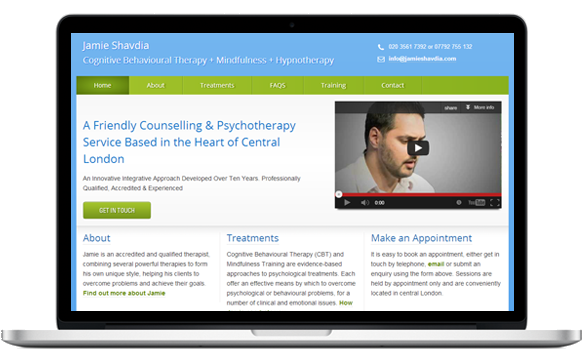 Jamie Shavdia
Cognitive Behavioural Therapy + Mindfulness + Hypnotherapy
020 3561 7392 or 07792 755 132
info@jamieshavdia.com
Home About Treatments FAQS Training Contact
A Friendly Counselling & Psychotherapy
Service Based in the Heart of Central
London
An Innovative Integrative Approach Developed Over Ten Years. Professionally
Qualified, Accredited & Experienced
GET IN TOUCH
share More info
0:00
YouTube
About
Jamie is an accredited and qualified therapist,
combining several powerful therapies to form
his own unique style, helping his clients to
overcome problems and achieve their goals.
Find out more about Jamie
Treatments
Cognitive Behavioural Therapy (CBT) and
Mindfulness Training are evidence-based
approaches to psychological treatments. Each
offer an effective means by which to overcome
psychological or behavioural problems, for a
number of clinical and emotional issues. How
Make an Appointment
It is easy to book an appointment, either get in
touch by telephone, email or submit an
enquiry using the form above. Sessions are
held by appointment only and are conveniently
located in central London.